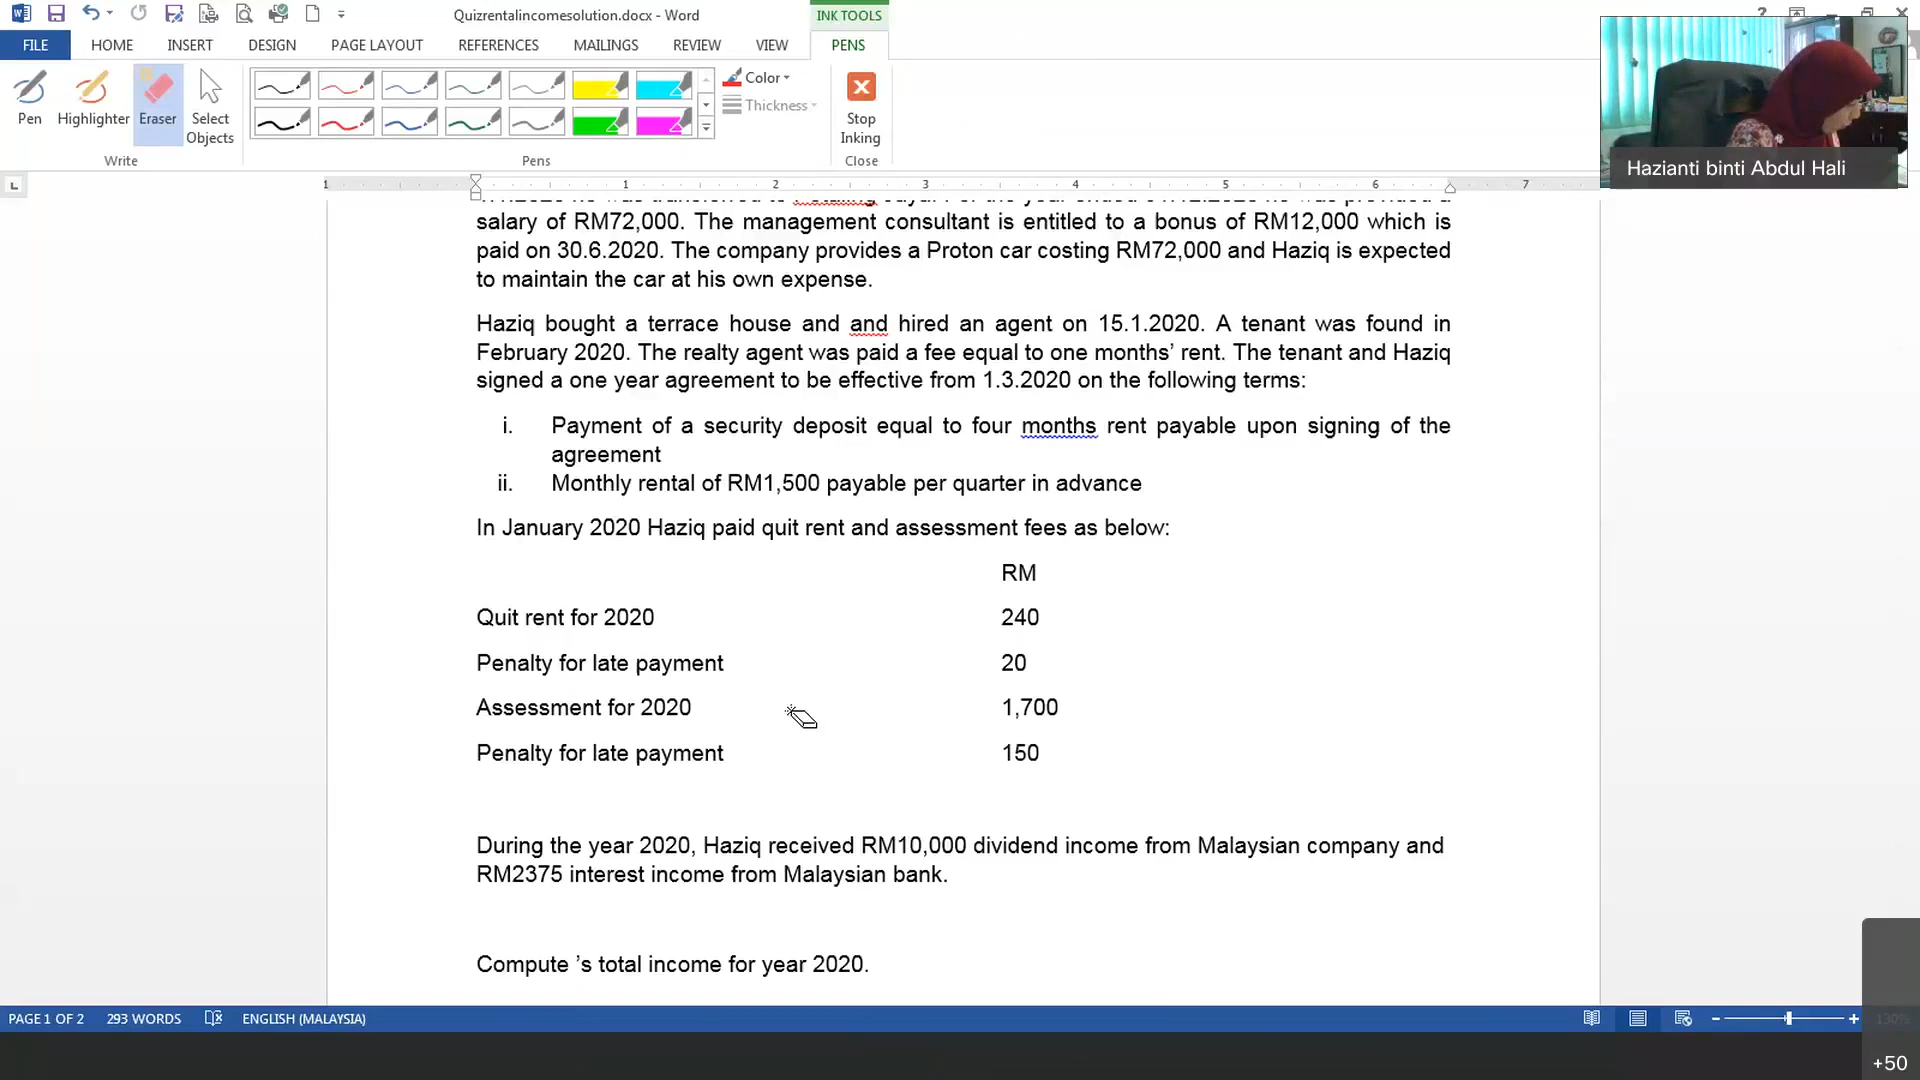 Quizrentalincomesolution.docx - Word
INK TOOLS
?
FILE HOME INSERT DESIGN PAGE LAYOUT REFERENCES MAILINGS REVIEW VIEW PENS
Pen Highlighter Eraser Select Objects
Color
Thickness
Stop Inking
Write Pens Close
Hazianti binti Abdul Hali
1 1 2 3 4 5 6 7
salary of RM72,000. The management consultant is entitled to a bonus of RM12,000 which is
paid on 30.6.2020. The company provides a Proton car costing RM72,000 and Haziq is expected
to maintain the car at his own expense.
Haziq bought a terrace house and and hired an agent on 15.1.2020. A tenant was found in
February 2020. The realty agent was paid a fee equal to one months’ rent. The tenant and Haziq
signed a one year agreement to be effective from 1.3.2020 on the following terms:
i. Payment of a security deposit equal to four months rent payable upon signing of the
agreement
ii. Monthly rental of RM1,500 payable per quarter in advance
In January 2020 Haziq paid quit rent and assessment fees as below:
RM
Quit rent for 2020 240
Penalty for late payment 20
Assessment for 2020 1,700
Penalty for late payment 150
During the year 2020, Haziq received RM10,000 dividend income from Malaysian company and
RM2375 interest income from Malaysian bank.
Compute ’s total income for year 2020.
PAGE 1 OF 2 293 WORDS ENGLISH (MALAYSIA) 130%
+50